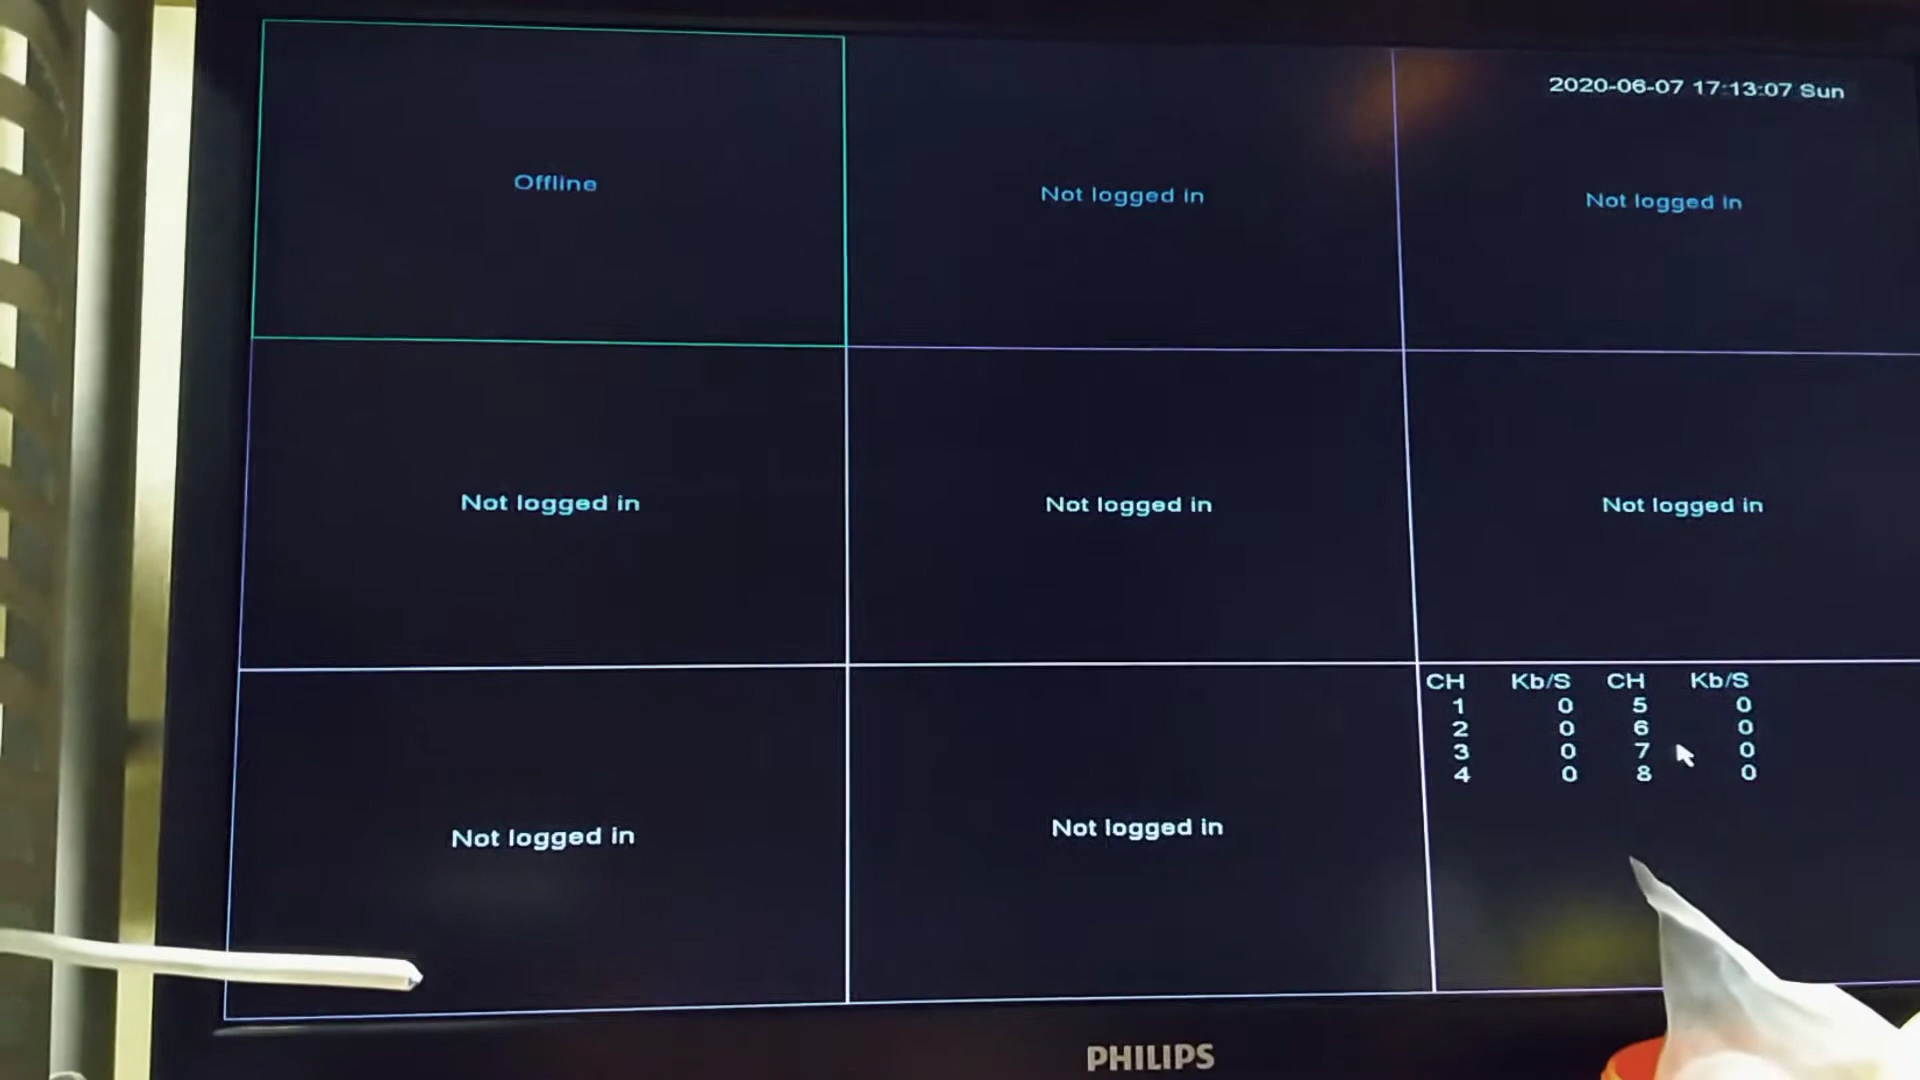 2020-06-07 17:13:07 Sun
Offline
Not logged in
Not logged in
Not logged in
Not logged in
Not logged in
Not logged in
Not logged in
CH Kb/S CH Kb/S
1 0 5 0
2 0 6 0
3 0 7 0
4 0 8 0
PHILIPS